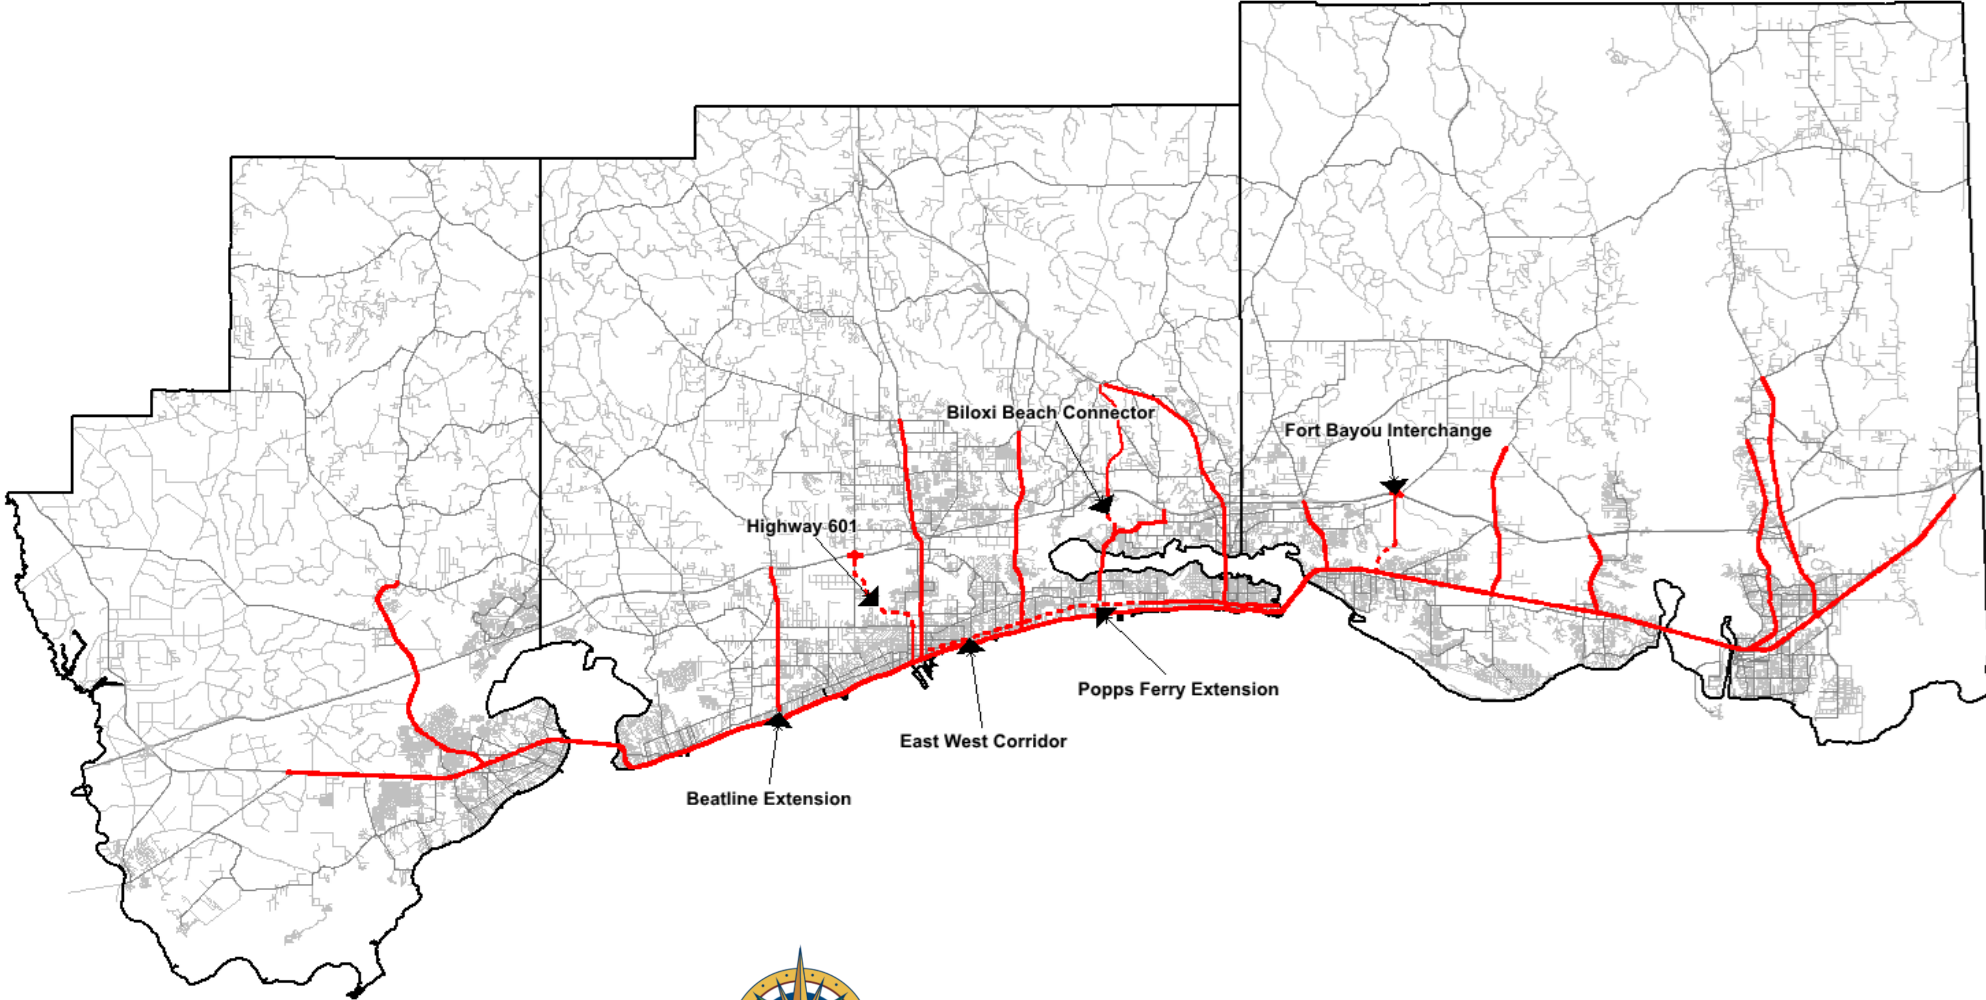 Biloxi Beach Connector
Fort Bayou Interchange
Highway 601
Popps Ferry Extension
East West Corridor
Beatline Extension